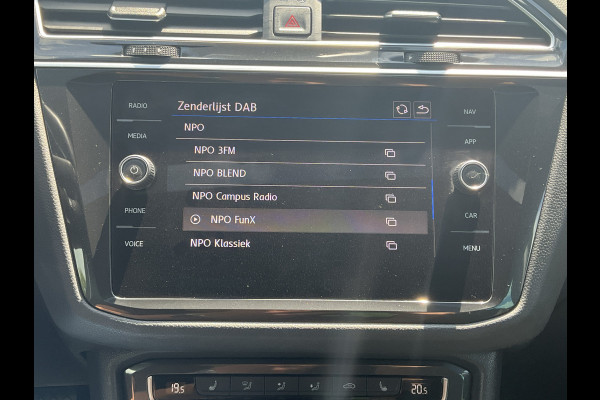 RADIO
MEDIA
PHONE
VOICE
Zenderlijst DAB
NPO
NPO 3FM
NPO BLEND
NPO Campus Radio
NPO FunX
NPO Klassiek
NAV
APP
CAR
MENU
19.5
20.5